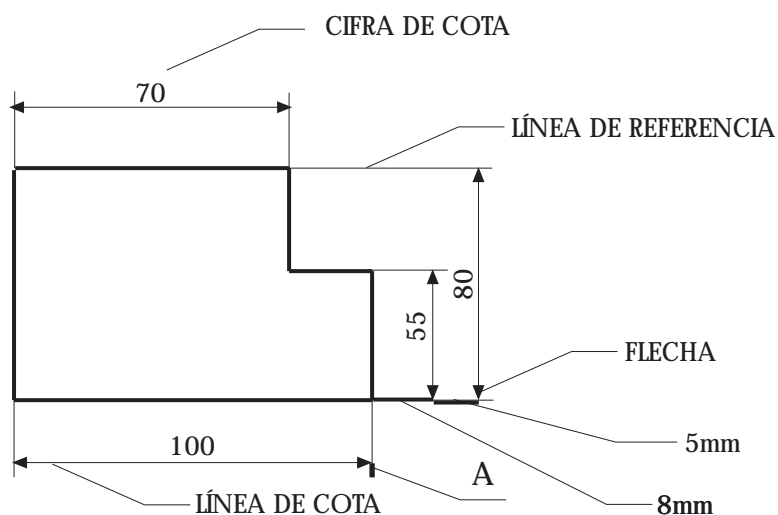 CIFRA DE COTA
70
LÍNEA DE REFERENCIA
80
55
FLECHA
5mm
100
A
LÍNEA DE COTA
8mm